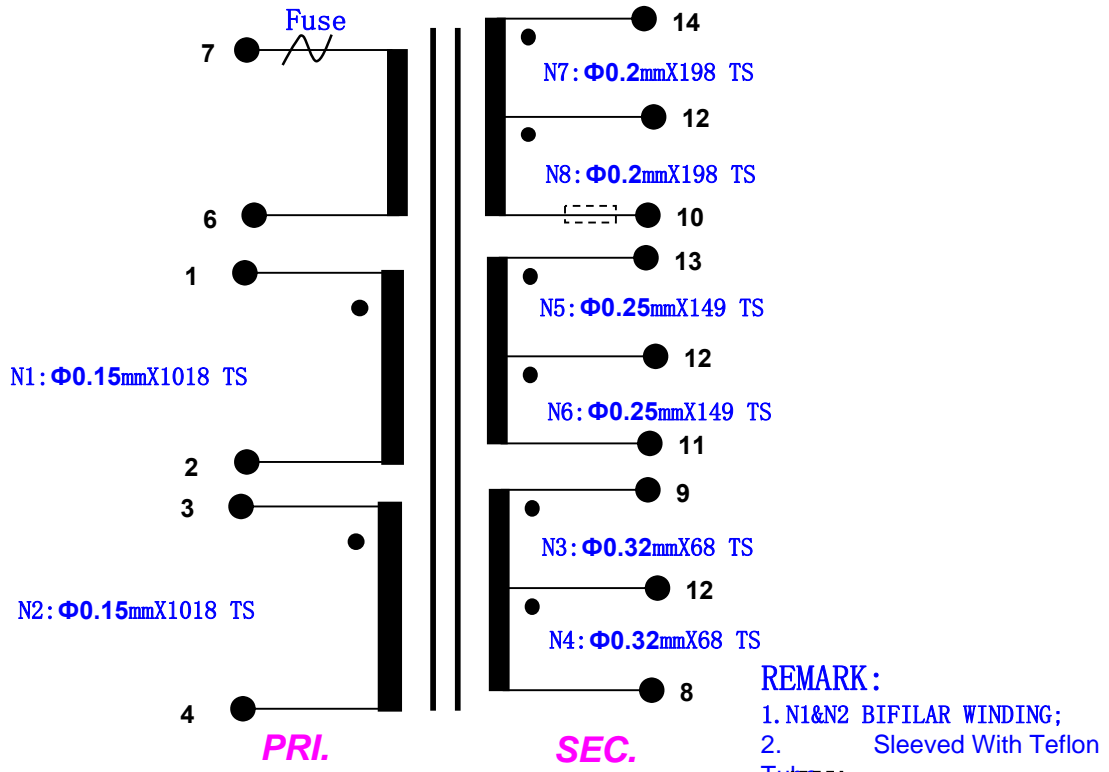 Fuse
7
14
N7:Φ0.2mmX198 TS
12
N8:Φ0.2mmX198 TS
6
10
1
13
N5:Φ0.25mmX149 TS
12
N1:Φ0.15mmX1018 TS
N6:Φ0.25mmX149 TS
2
11
3
9
N3:Φ0.32mmX68 TS
12
N2:Φ0.15mmX1018 TS
N4:Φ0.32mmX68 TS
4
8
PRI.
SEC.
REMARK:
1.N1&N2 BIFILAR WINDING;
2. Sleeved With Teflon